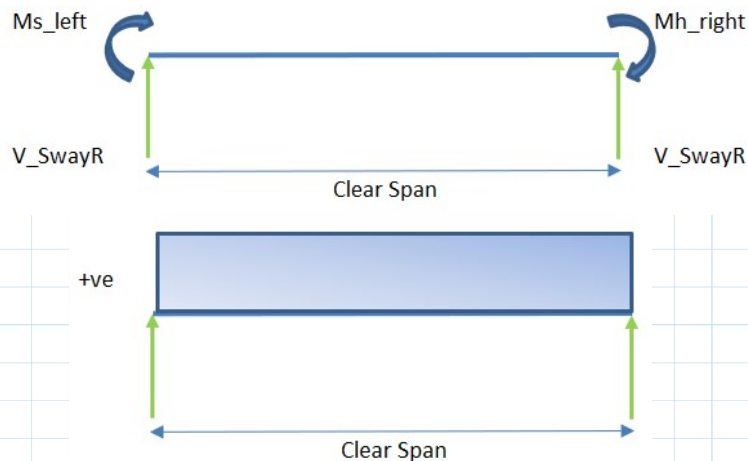 Ms_left
Mh_right
V_SwayR
V_SwayR
Clear Span
+ve
Clear Span